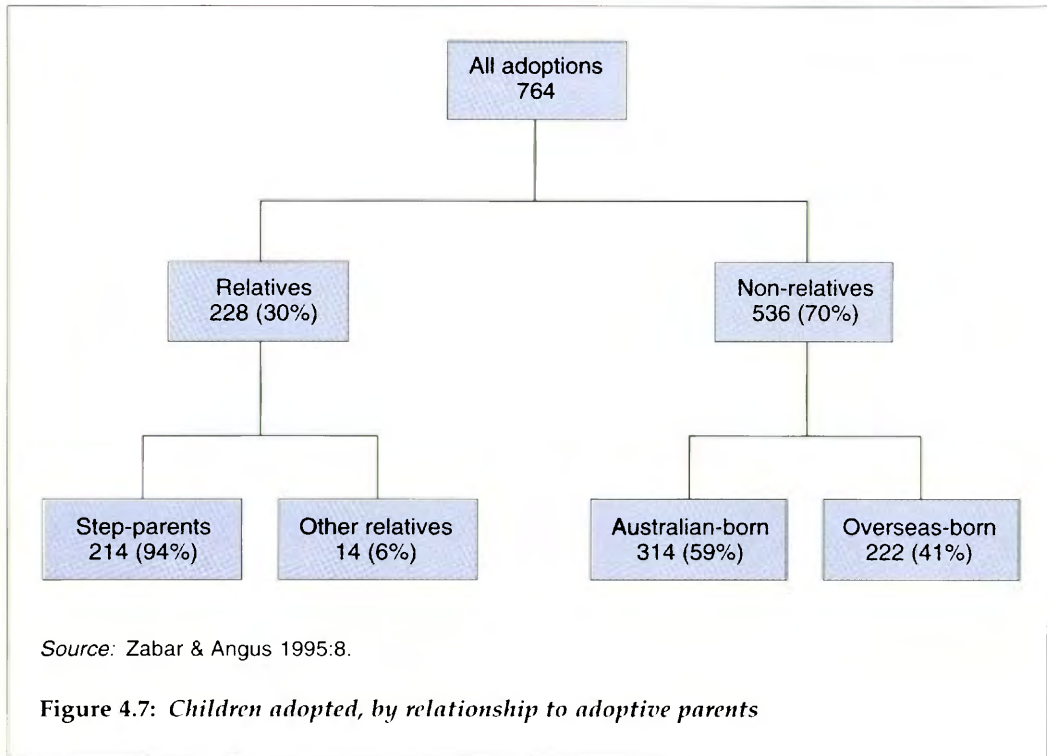 All adoptions
764
Relatives
228 (30%)
Non-relatives
536 (70%)
Step-parents
214 (94%)
Other relatives
14 (6%)
Australian-born
314 (59%)
Overseas-born
222 (41%)
Source: Zabar & Angus 1995:8.
Figure 4.7: Children adopted, by relationship to adoptive parents